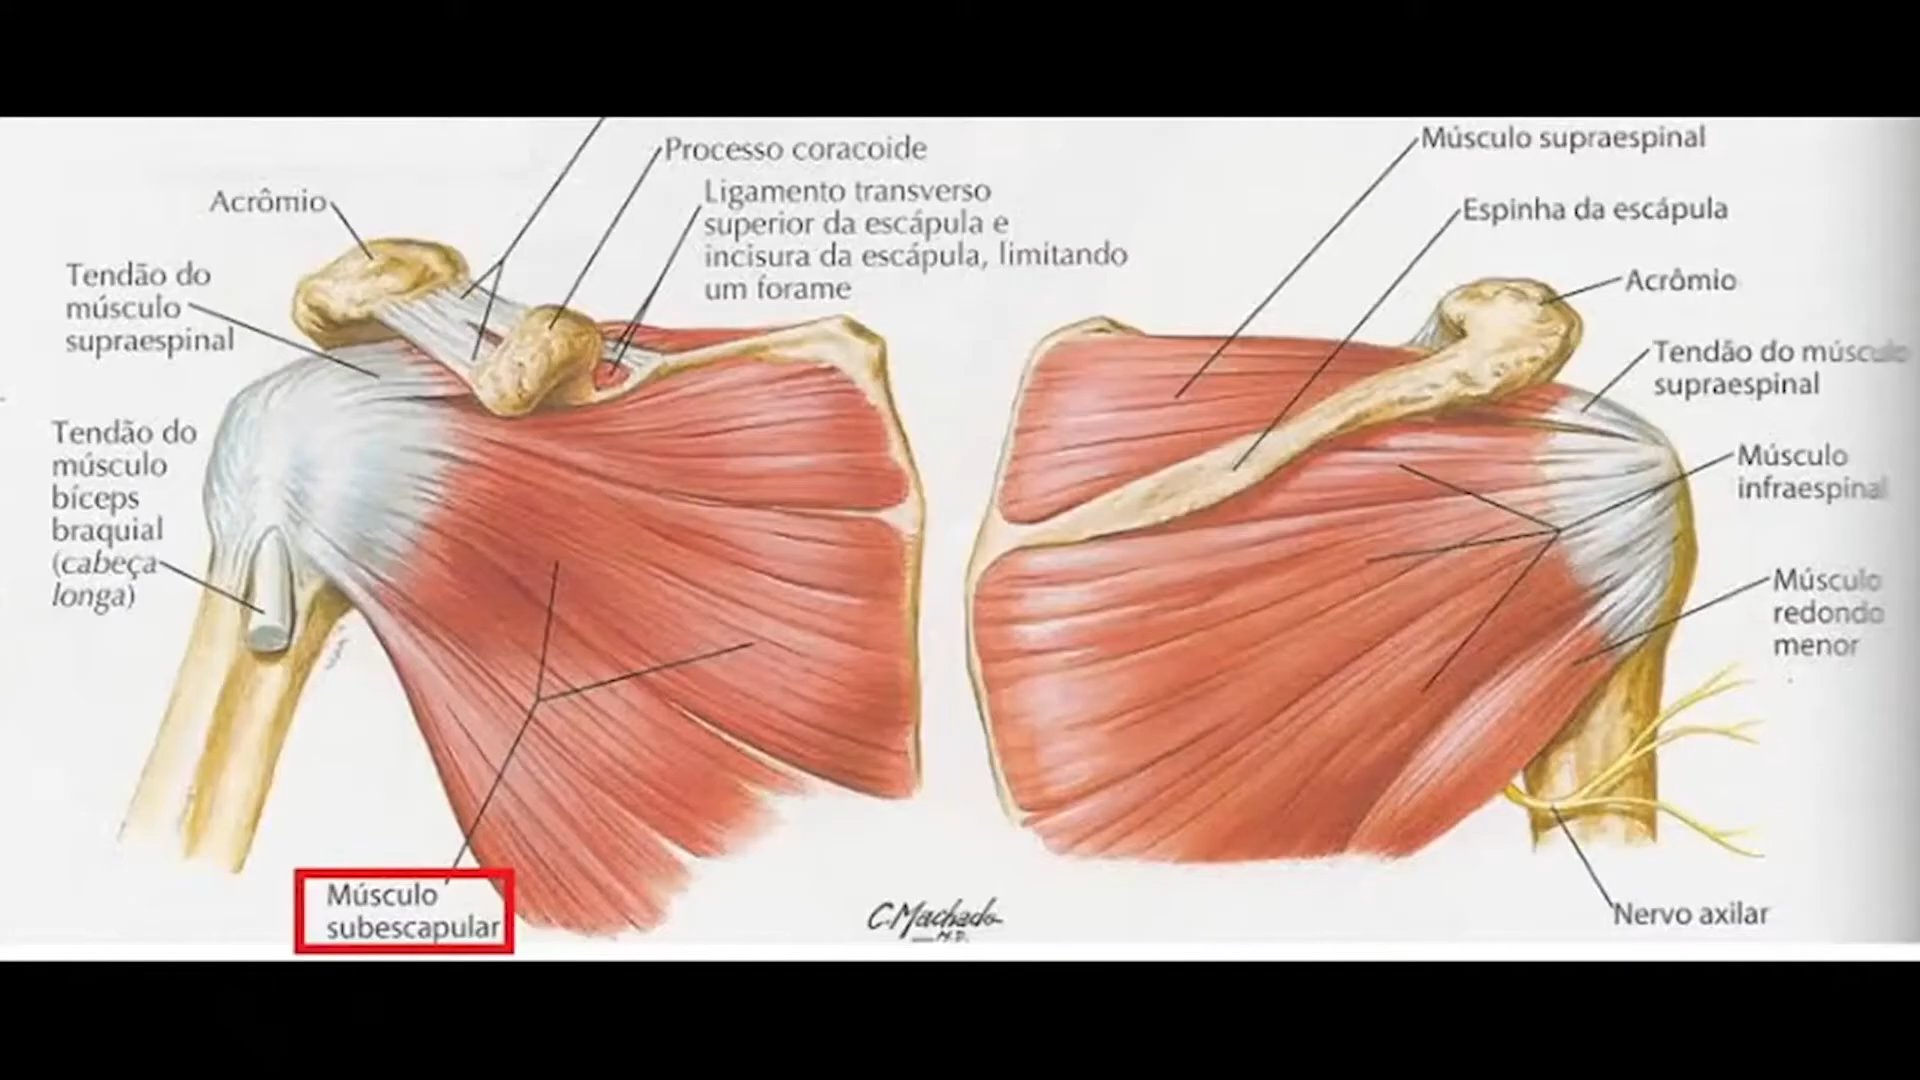 Acrômio
Processo coracoide
Ligamento transverso
superior da escápula e
incisura da escápula, limitando
um forame
Tendão do
músculo
supraespinal
Tendão do
músculo
bíceps
braquial
(cabeça
longa)
Músculo
subescapular
C.Machado
M.D.
Músculo supraespinal
Espinha da escápula
Acrômio
Tendão do músculo
supraespinal
Músculo
infraespinal
Músculo
redondo
menor
Nervo axilar